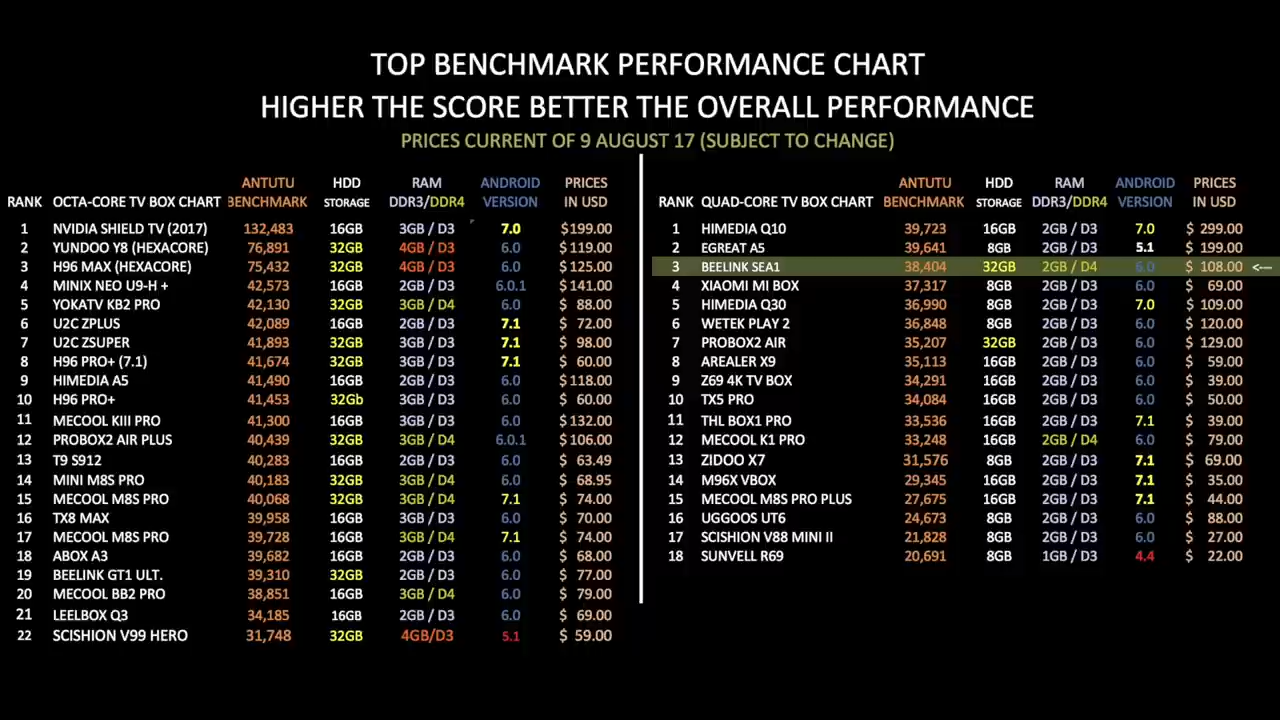 TOP BENCHMARK PERFORMANCE CHART
HIGHER THE SCORE BETTER THE OVERALL PERFORMANCE
PRICES CURRENT OF 9 AUGUST 17 (SUBJECT TO CHANGE)
RANK OCTA-CORE TV BOX CHART ANTUTU BENCHMARK HDD STORAGE RAM DDR3/DDR4 ANDROID VERSION PRICES IN USD
1 NVIDIA SHIELD TV (2017) 132,483 16GB 3GB / D3 7.0 $199.00
2 YUNDOO Y8 (HEXACORE) 76,891 32GB 4GB / D3 6.0 $119.00
3 H96 MAX (HEXACORE) 75,432 32GB 4GB / D3 6.0 $125.00
4 MINIX NEO U9-H + 42,573 16GB 2GB / D3 6.0.1 $141.00
5 YOKATV KB2 PRO 42,130 32GB 3GB / D4 6.0 $ 88.00
6 U2C ZPLUS 42,089 16GB 2GB / D3 7.1 $ 72.00
7 U2C ZSUPER 41,893 32GB 2GB / D3 7.1 $ 98.00
8 H96 PRO+ (7.1) 41,674 32GB 3GB / D3 7.1 $ 60.00
9 HIMEDIA A5 41,490 16GB 2GB / D3 6.0 $118.00
10 H96 PRO+ 41,453 32Gb 3GB / D3 6.0 $ 60.00
11 MECOOL KIII PRO 41,300 16GB 3GB / D3 6.0 $132.00
12 PROBOX2 AIR PLUS 40,439 32GB 3GB / D4 6.0.1 $106.00
13 T9 S912 40,283 16GB 2GB / D3 6.0 $ 63.49
14 MINI M8S PRO 40,183 32GB 3GB / D4 6.0 $ 68.95
15 MECOOL M8S PRO 40,068 32GB 3GB / D4 7.1 $ 74.00
16 TX8 MAX 39,958 16GB 3GB / D3 6.0 $ 70.00
17 MECOOL M8S PRO 39,728 16GB 3GB / D4 7.1 $ 74.00
18 ABOX A3 39,682 16GB 2GB / D3 6.0 $ 68.00
19 BEELINK GT1 ULT. 39,310 32GB 2GB / D3 6.0 $ 77.00
20 MECOOL BB2 PRO 38,851 16GB 3GB / D4 6.0 $ 79.00
21 LEELBOX Q3 34,185 16GB 2GB / D3 6.0 $ 69.00
22 SCISHION V99 HERO 31,748 32GB 4GB/D3 5.1 $ 59.00
RANK QUAD-CORE TV BOX CHART ANTUTU BENCHMARK HDD STORAGE RAM DDR3/DDR4 ANDROID VERSION PRICES IN USD
1 HIMEDIA Q10 39,723 16GB 2GB / D3 7.0 $ 299.00
2 EGREAT A5 39,641 8GB 2GB / D3 5.1 $ 199.00
3 BEELINK SEA1 38,404 32GB 2GB / D4 6.0 $ 108.00 <---
4 XIAOMI MI BOX 37,317 8GB 2GB / D3 6.0 $ 69.00
5 HIMEDIA Q30 36,990 8GB 2GB / D3 7.0 $ 109.00
6 WETEK PLAY 2 36,848 8GB 2GB / D3 6.0 $ 120.00
7 PROBOX2 AIR 35,207 32GB 2GB / D3 6.0 $ 129.00
8 AREALER X9 35,113 16GB 2GB / D3 6.0 $ 59.00
9 Z69 4K TV BOX 34,291 16GB 2GB / D3 6.0 $ 39.00
10 TX5 PRO 34,084 16GB 2GB / D3 6.0 $ 50.00
11 THL BOX1 PRO 33,536 16GB 2GB / D3 7.1 $ 39.00
12 MECOOL K1 PRO 33,248 16GB 2GB / D4 6.0 $ 79.00
13 ZIDOO X7 31,576 8GB 2GB / D3 7.1 $ 69.00
14 M96X VBOX 29,345 16GB 2GB / D3 7.1 $ 35.00
15 MECOOL M8S PRO PLUS 27,675 16GB 2GB / D3 7.1 $ 44.00
16 UGGOOS UT6 24,673 8GB 2GB / D3 6.0 $ 88.00
17 SCISHION V88 MINI II 21,828 8GB 2GB / D3 6.0 $ 27.00
18 SUNVELL R69 20,691 8GB 1GB / D3 4.4 $ 22.00